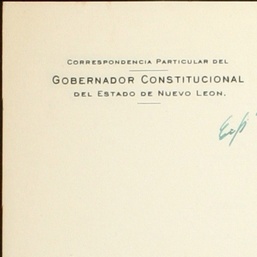 CORRESPONDENCIA PARTICULAR DEL
GOBERNADOR CONSTITUCIONAL
DEL ESTADO DE NUEVO LEON.